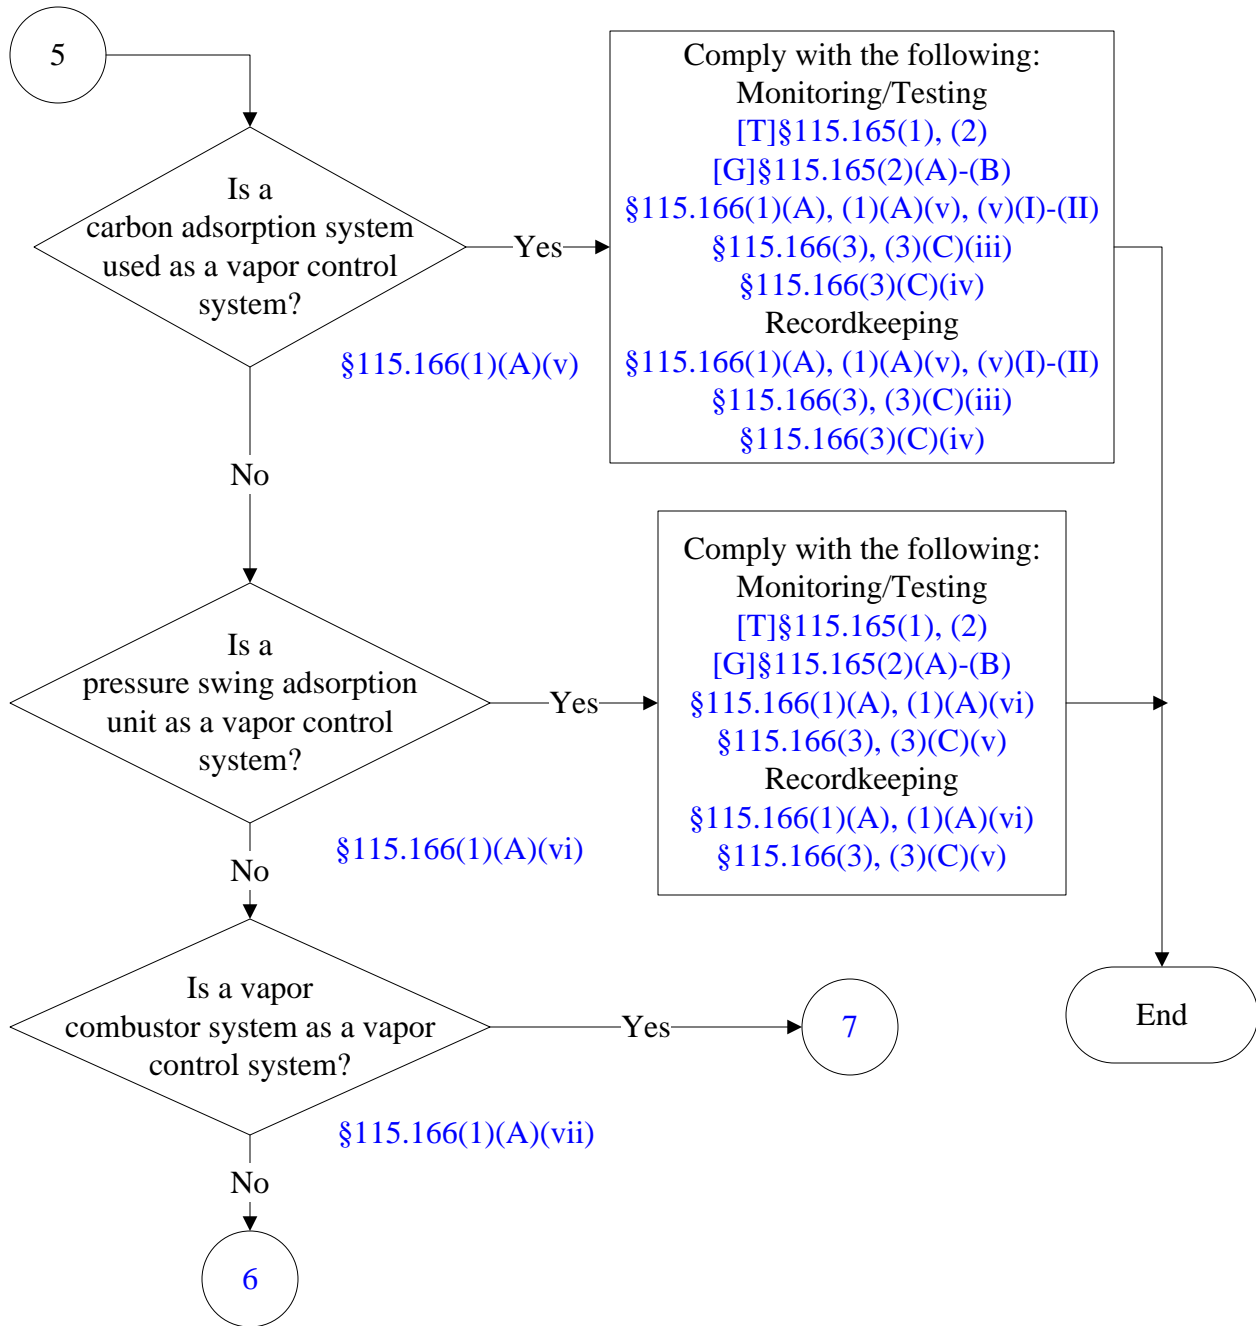 5
Is a
carbon adsorption system
used as a vapor control
system?
Yes
Comply with the following:
Monitoring/Testing
[T]§115.165(1), (2)
[G]§115.165(2)(A)-(B)
§115.166(1)(A), (1)(A)(v), (v)(I)-(II)
§115.166(3), (3)(C)(iii)
§115.166(3)(C)(iv)
Recordkeeping
§115.166(1)(A), (1)(A)(v), (v)(I)-(II)
§115.166(3), (3)(C)(iii)
§115.166(3)(C)(iv)
§115.166(1)(A)(v)
No
Is a
pressure swing adsorption
unit as a vapor control
system?
Yes
Comply with the following:
Monitoring/Testing
[T]§115.165(1), (2)
[G]§115.165(2)(A)-(B)
§115.166(1)(A), (1)(A)(vi)
§115.166(3), (3)(C)(v)
Recordkeeping
§115.166(1)(A), (1)(A)(vi)
§115.166(3), (3)(C)(v)
§115.166(1)(A)(vi)
No
Is a vapor
combustor system as a vapor
control system?
Yes
7
End
§115.166(1)(A)(vii)
No
6